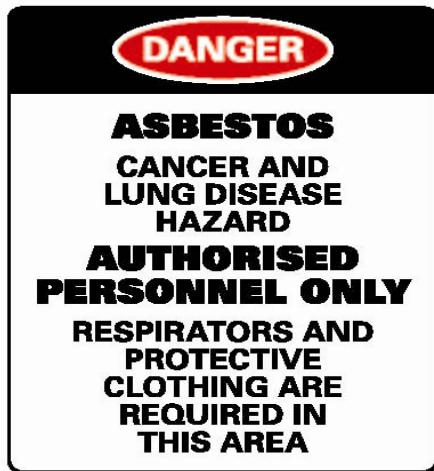 DANGER
ASBESTOS
CANCER AND
LUNG DISEASE
HAZARD
AUTHORISED
PERSONNEL ONLY
RESPIRATORS AND
PROTECTIVE
CLOTHING ARE
REQUIRED IN
THIS AREA